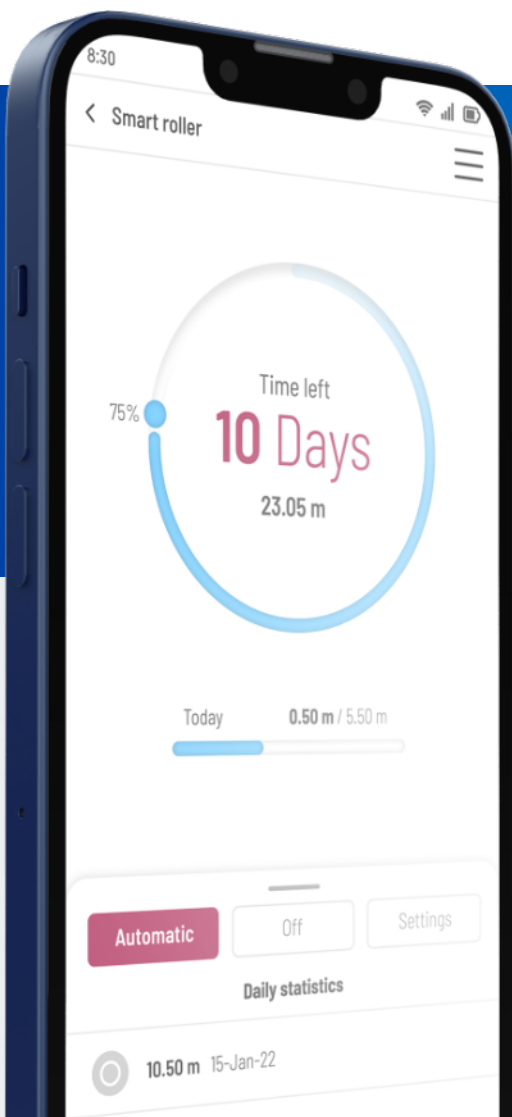 8:30
Smart roller
Time left
75%
10 Days
23.05 m
Today 0.50 m / 5.50 m
Automatic Off Settings
Daily statistics
10.50 m 15-Jan-22